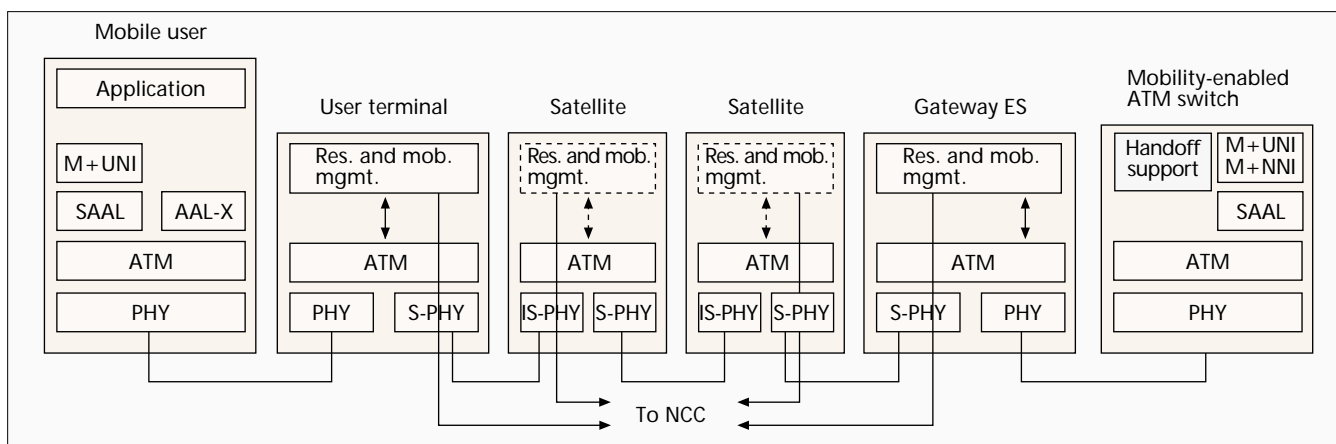 Mobile user
Application
M+UNI
SAAL
AAL-X
ATM
PHY
User terminal
Res. and mob.
mgmt.
ATM
PHY
S-PHY
Satellite
Res. and mob.
mgmt.
ATM
IS-PHY
S-PHY
Satellite
Res. and mob.
mgmt.
ATM
IS-PHY
S-PHY
Gateway ES
Res. and mob.
mgmt.
ATM
S-PHY
PHY
Mobility-enabled
ATM switch
Handoff
support
M+UNI
M+NNI
SAAL
ATM
PHY
To NCC